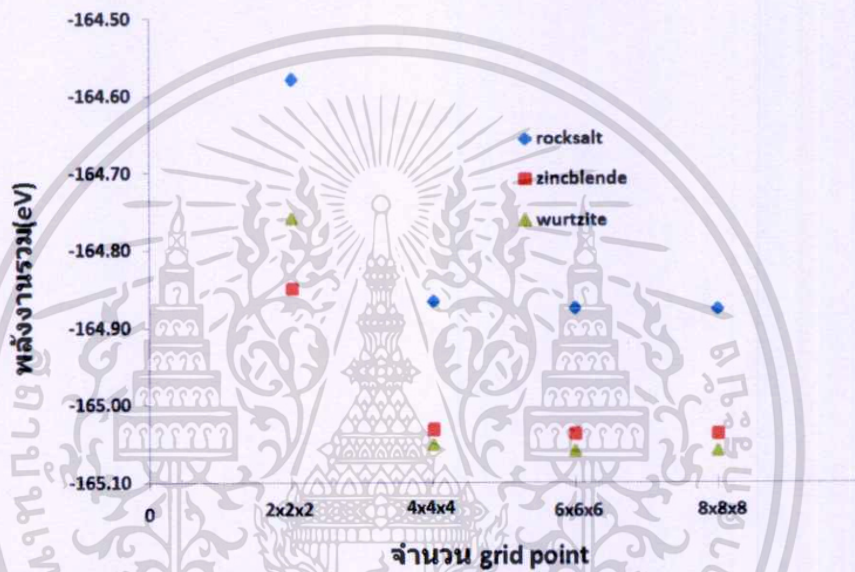 -164.50
-164.60
-164.70
-164.80
-164.90
-165.00
-165.10
พลังงานรวม(eV)
rocksalt
zincblende
wurtzite
0
2x2x2
4x4x4
6x6x6
8x8x8
จำนวน grid point